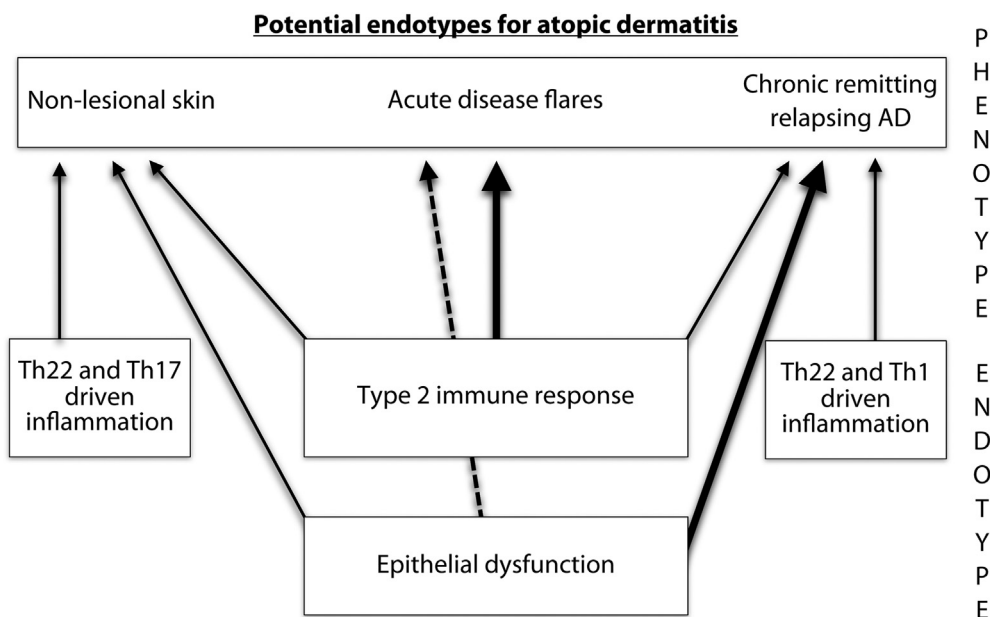 Potential endotypes for atopic dermatitis
Non-lesional skin
Acute disease flares
Chronic remitting
relapsing AD
Th22 and Th17
driven
inflammation
Type 2 immune response
Th22 and Th1
driven
inflammation
Epithelial dysfunction
P
H
E
N
O
T
Y
P
E
E
N
D
O
T
Y
P
E